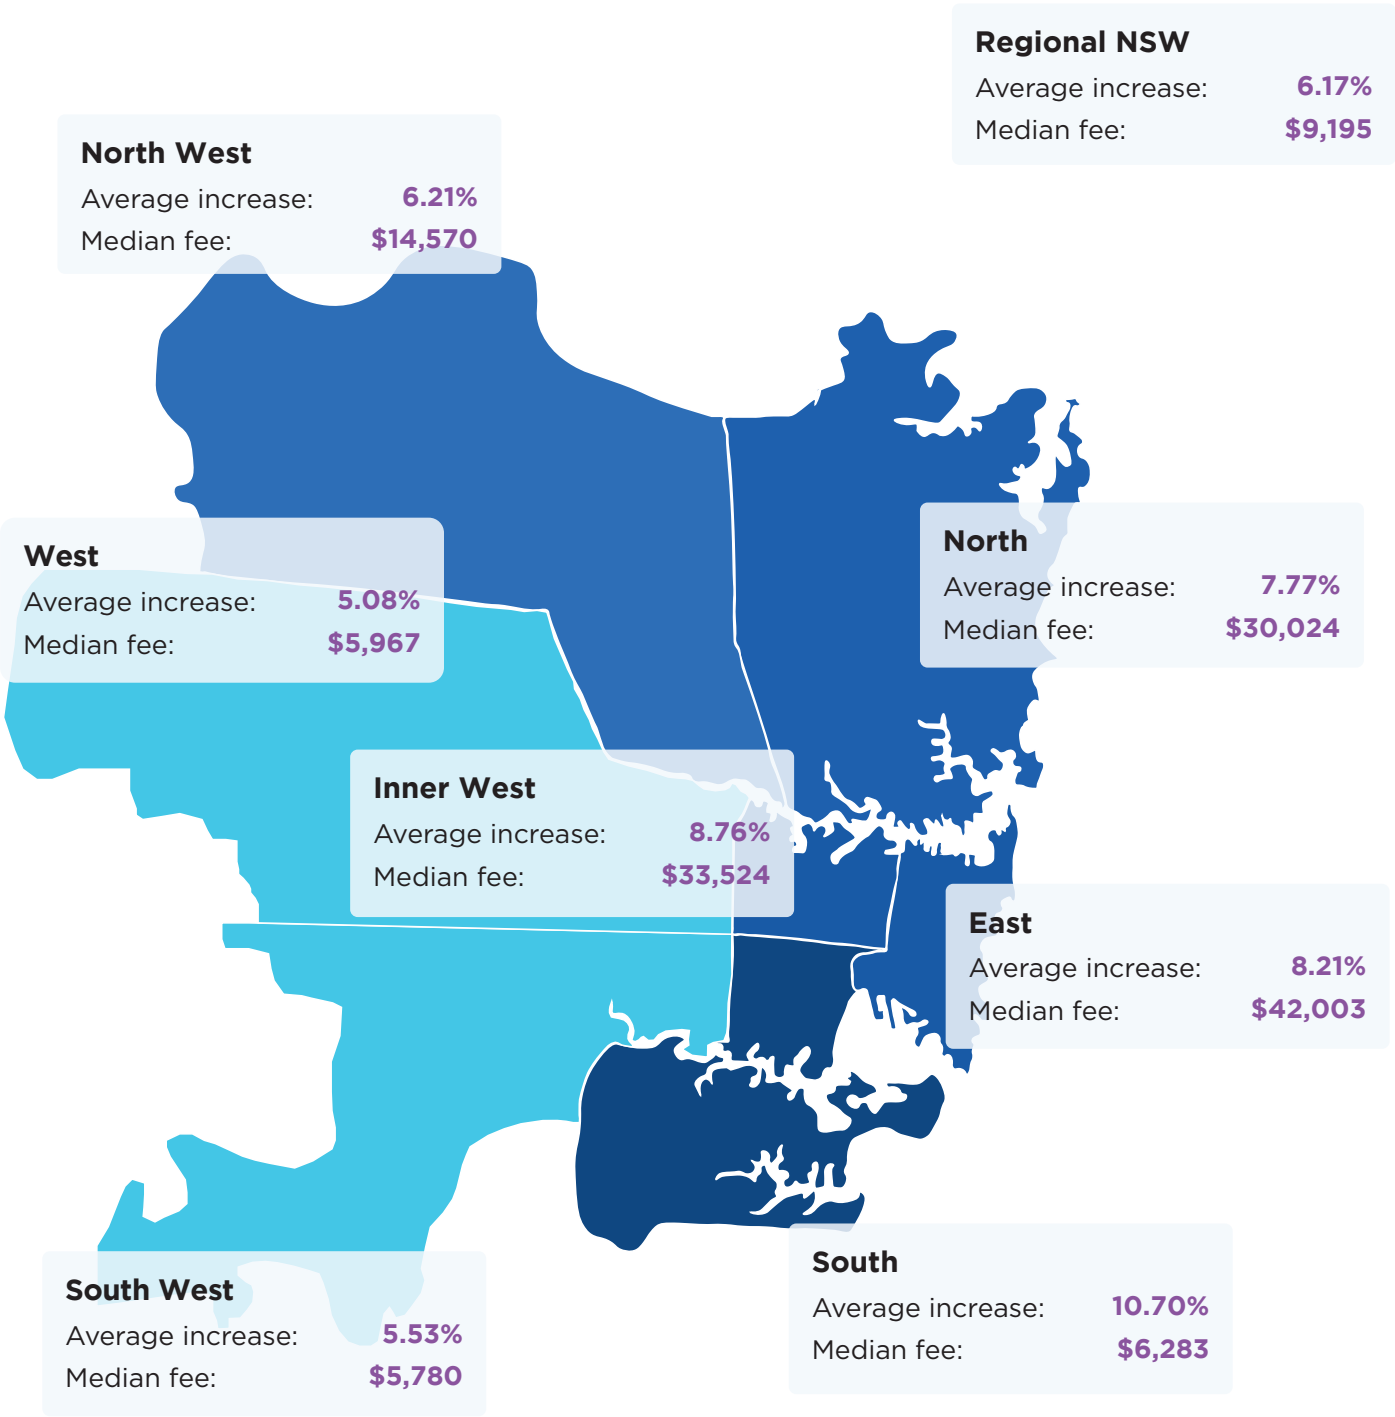 Regional NSW
Average increase: 6.17%
Median fee: $9,195
North West
Average increase: 6.21%
Median fee: $14,570
West
Average increase: 5.08%
Median fee: $5,967
North
Average increase: 7.77%
Median fee: $30,024
Inner West
Average increase: 8.76%
Median fee: $33,524
East
Average increase: 8.21%
Median fee: $42,003
South West
Average increase: 5.53%
Median fee: $5,780
South
Average increase: 10.70%
Median fee: $6,283